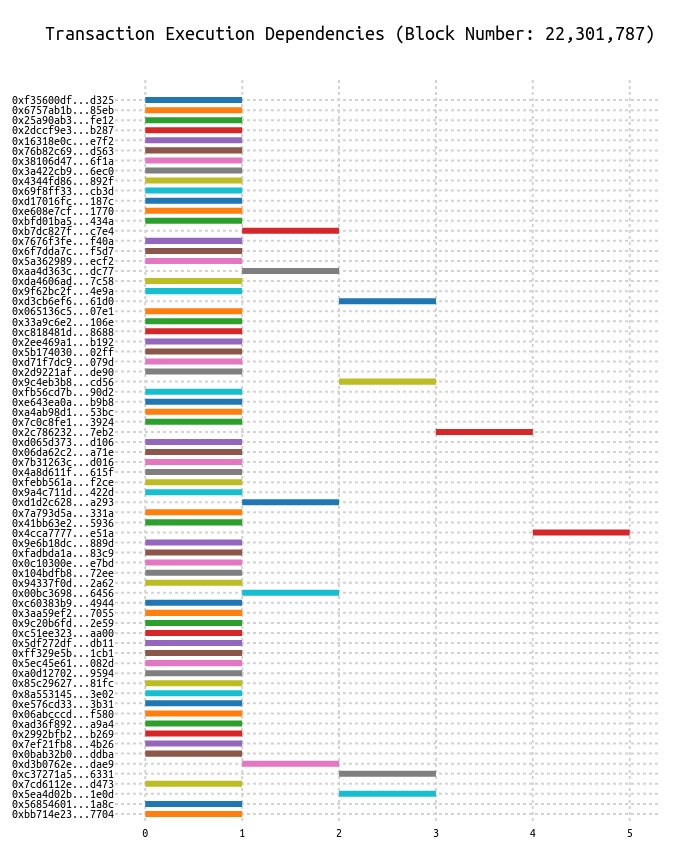 Transaction Execution Dependencies (Block Number: 22,301,787)
0xf35600df...d325
0x6757ab1b...85eb
0x25a90ab3...fe12
0x2dccf9e3...b287
0x16318e0c...e7f2
0x76b82c69...d563
0x38106d47...6f1a
0x3a422cb9...6ec0
0x4344fd86...892f
0x69f8ff33...cb3d
0xd17016fc...187c
0xe608e7cf...1770
0xbfd01ba5...434a
0xb7dc827f...c7e4
0x7676f3fe...f40a
0x6f7dda7c...f5d7
0x5a362989...ecf2
0xaa4d363c...dc77
0xda4606ad...7c58
0x9f62bc2f...4e9a
0xd3cb6ef6...61d0
0x065136c5...07e1
0x33a9c6e2...106e
0xc818481d...8688
0x2ee469a1...b192
0x5b174030...02ff
0xd71f7dc9...079d
0x2d9221af...de90
0x9c4eb3b8...cd56
0xfb56cd7b...90d2
0xe643ea0a...b9b8
0xa4ab98d1...53bc
0x7c0c8fe1...3924
0x2c786232...7eb2
0xd065d373...d106
0x06da62c2...a71e
0x7b31263c...d016
0x4a8d611f...615f
0xfebb561a...f2ce
0x9a4c711d...422d
0xd1d2c628...a293
0x7a793d5a...331a
0x41bb63e2...5936
0x4cca7777...e51a
0x9e6b18dc...889d
0xfadbda1a...83c9
0x0c10300e...e7bd
0x104bdfb8...72ee
0x94337f0d...2a62
0x00bc3698...6456
0xc60383b9...4944
0x3aa59ef2...7055
0x9c20b6fd...2e59
0xc51ee323...aa00
0x5df272df...db11
0xff329e5b...1cb1
0x5ec45e61...082d
0xa0d12702...9594
0x85c29627...81fc
0x8a553145...3e02
0xe576cd33...3b31
0x06abcccd...f580
0xad36f892...a9a4
0x2992bfb2...b269
0x7ef21fb8...4b26
0x0bab32b0...ddba
0xd3b0762e...dae9
0xc37271a5...6331
0x7cd6112e...d473
0x5ea4d02b...1e0d
0x56854601...1a8c
0xbb714e23...7704
0 1 2 3 4 5